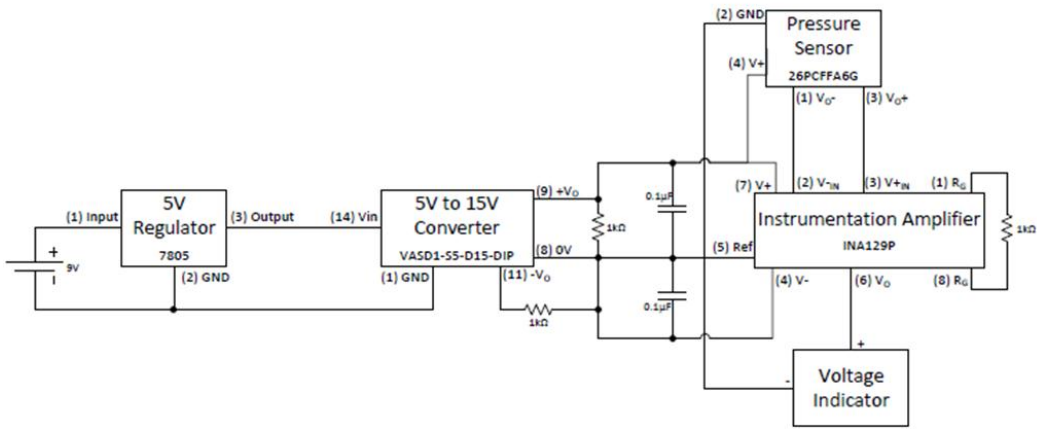 (2) GND
Pressure
Sensor
26PCFFA6G
(4) V+
(1) VO-
(3) VO+
(7) V+
(2) V-IN
(3) V+IN
(1) RG
5V
Regulator
7805
(1) Input
(3) Output
(2) GND
9V
+
(14) Vin
5V to 15V
Converter
VASD1-S5-D15-DIP
(9) +VO
(8) 0V
(1) GND
(11) -VO
1kΩ
1kΩ
0.1µF
0.1µF
(5) Ref
Instrumentation Amplifier
INA129P
1kΩ
(4) V-
(6) VO
(8) RG
+
-
Voltage
Indicator